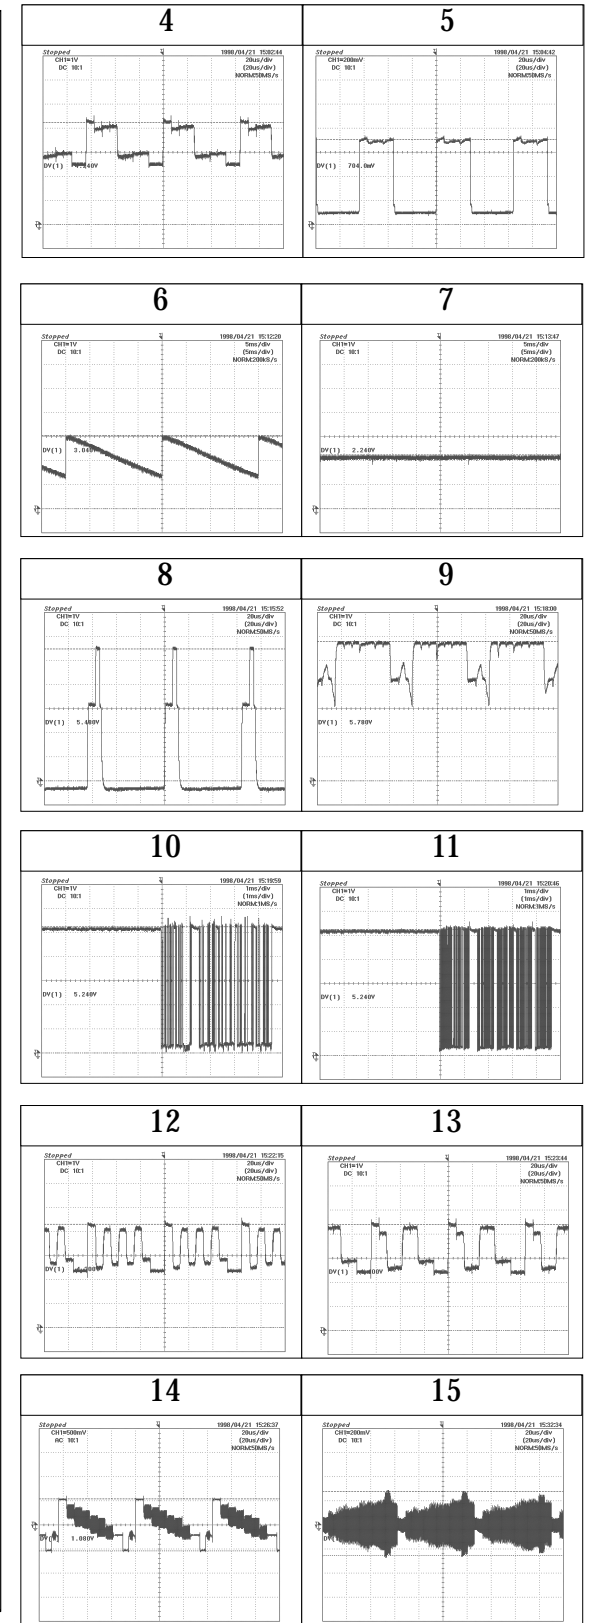 4 5
Stopped 1998/04/21 15:02:44
CH1=1V 20us/div
DC 10:1 (20us/div)
NORM:50MS/s
Stopped 1998/04/21 15:04:42
CH1=200mV 20us/div
DC 10:1 (20us/div)
NORM:50MS/s
DV(1)
DV(1) 704.0mV
6 7
Stopped 1998/04/21 15:12:20
CH1=1V 5ms/div
DC 10:1 (5ms/div)
NORM:200kS/s
DV(1) 3.040V
Stopped 1998/04/21 15:13:47
CH1=1V 5ms/div
DC 10:1 (5ms/div)
NORM:200kS/s
DV(1) 2.240V
8 9
Stopped 1998/04/21 15:15:52
CH1=1V 20us/div
DC 10:1 (20us/div)
NORM:50MS/s
DV(1)
Stopped 1998/04/21 15:18:00
CH1=1V 20us/div
DC 10:1 (20us/div)
NORM:50MS/s
DV(1) 5.780V
10 11
Stopped 1998/04/21 15:19:59
CH1=1V 1ms/div
DC 10:1 (1ms/div)
NORM:1MS/s
DV(1) 5.240V
Stopped 1998/04/21 15:20:46
CH1=1V 1ms/div
DC 10:1 (1ms/div)
NORM:1MS/s
DV(1) 5.240V
12 13
Stopped 1998/04/21 15:22:15
CH1=1V 20us/div
DC 10:1 (20us/div)
NORM:50MS/s
DV(1)
Stopped 1998/04/21 15:23:44
CH1=1V 20us/div
DC 10:1 (20us/div)
NORM:50MS/s
DV(1)
14 15
Stopped 1998/04/21 15:26:37
CH1=500mV 20us/div
AC 10:1 (20us/div)
NORM:50MS/s
1.080V
Stopped 1998/04/21 15:32:34
CH1=200mV 20us/div
DC 10:1 (20us/div)
NORM:50MS/s